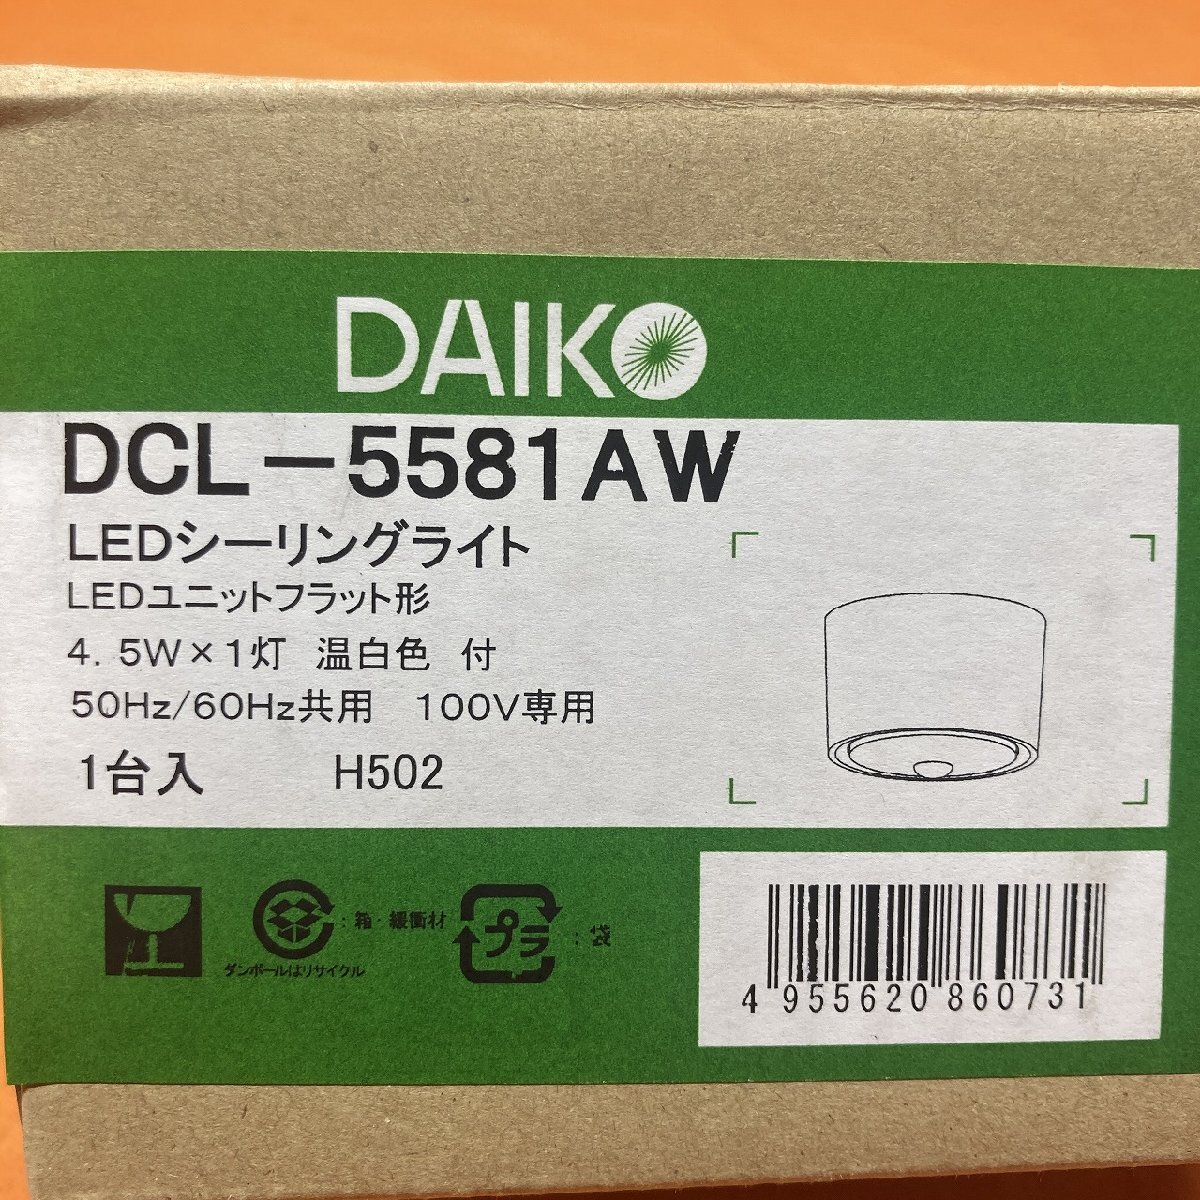 DAIKO
DCL-5581AW
LEDシーリングライト
LEDユニットフラット形
4.5W×1灯 温白色 付
50Hz/60Hz共用 100V専用
1台入 H502
:箱・緩衝材
ダンボールはリサイクル
プラ :袋
4 955620 860731